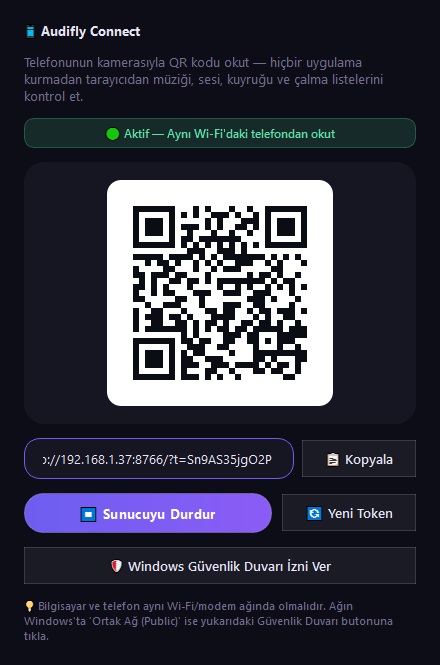 Audifly Connect
Telefonunun kamerasıyla QR kodu okut — hiçbir uygulama
kurmadan tarayıcıdan müziği, sesi, kuyruğu ve çalma listelerini
kontrol et.
Aktif — Aynı Wi-Fi'daki telefondan okut
://192.168.1.37:8766/?t=Sn9AS35jgO2P
Kopyala
Sunucuyu Durdur
Yeni Token
Windows Güvenlik Duvarı İzni Ver
Bilgisayar ve telefon aynı Wi-Fi/modem ağında olmalıdır. Ağın
Windows'ta 'Ortak Ağ (Public)' ise yukarıdaki Güvenlik Duvarı butonuna
tıkla.